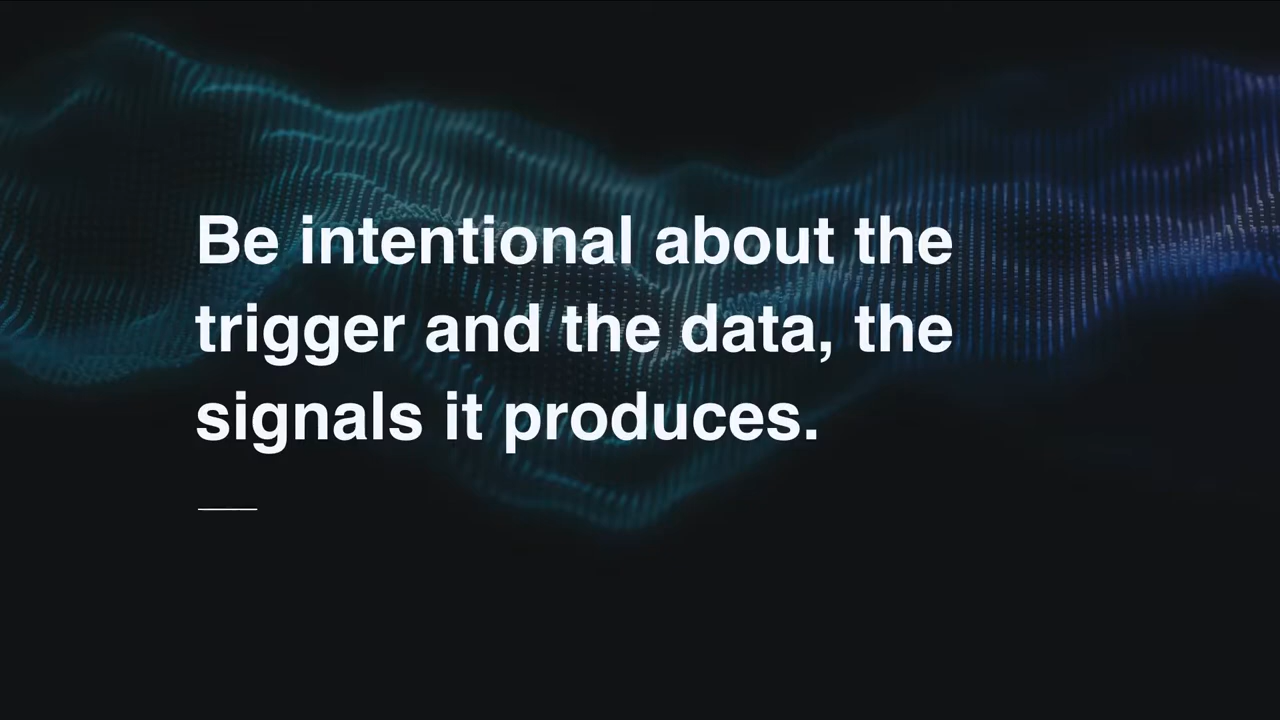 Be intentional about the
trigger and the data, the
signals it produces.